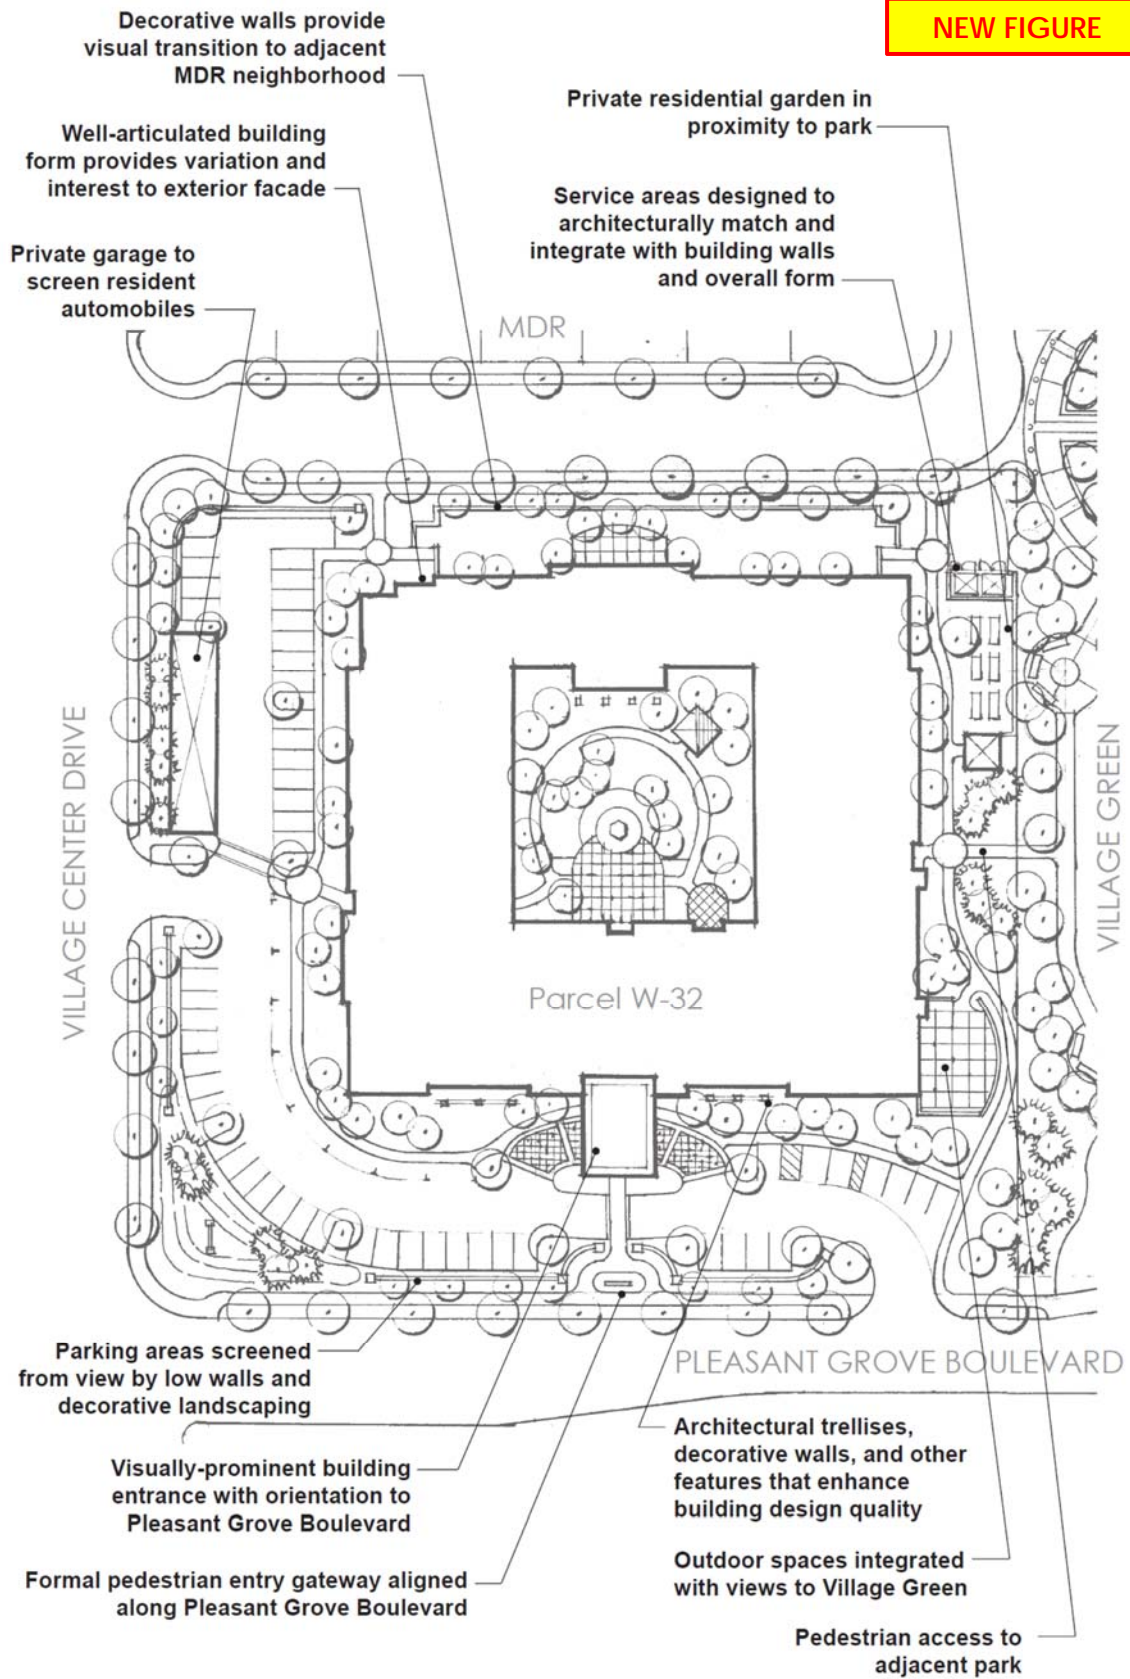 NEW FIGURE
Decorative walls provide
visual transition to adjacent
MDR neighborhood
Private residential garden in
proximity to park
Well-articulated building
form provides variation and
interest to exterior facade
Service areas designed to
architecturally match and
integrate with building walls
and overall form
Private garage to
screen resident
automobiles
MDR
VILLAGE CENTER DRIVE
VILLAGE GREEN
Parcel W-32
PLEASANT GROVE BOULEVARD
Parking areas screened
from view by low walls and
decorative landscaping
Architectural trellises,
decorative walls, and other
features that enhance
building design quality
Visually-prominent building
entrance with orientation to
Pleasant Grove Boulevard
Outdoor spaces integrated
with views to Village Green
Formal pedestrian entry gateway aligned
along Pleasant Grove Boulevard
Pedestrian access to
adjacent park